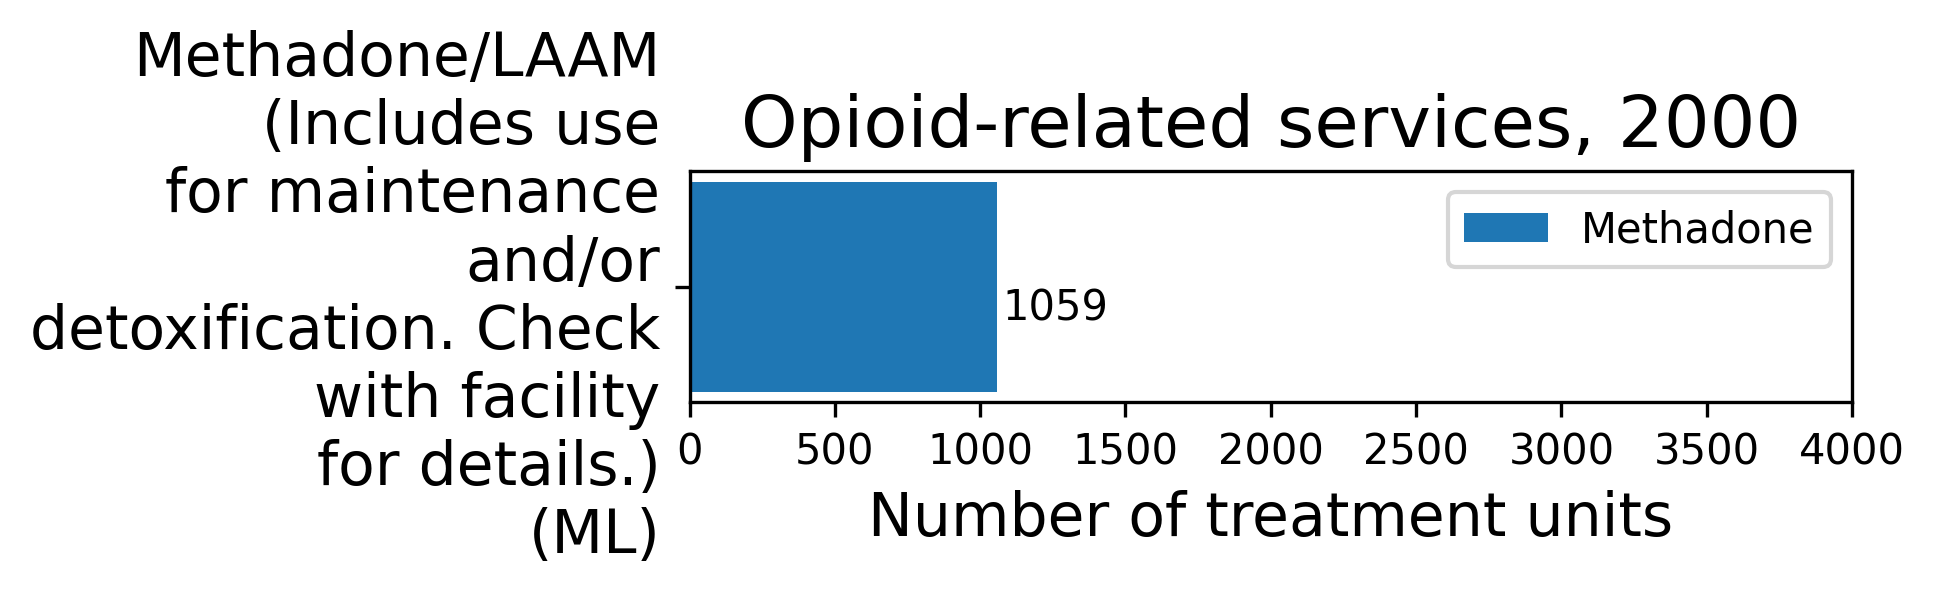 Methadone/LAAM
(Includes use
for maintenance
and/or
detoxification. Check
with facility
for details.)
(ML)
Opioid-related services, 2000
Methadone
1059
0 500 1000 1500 2000 2500 3000 3500 4000
Number of treatment units